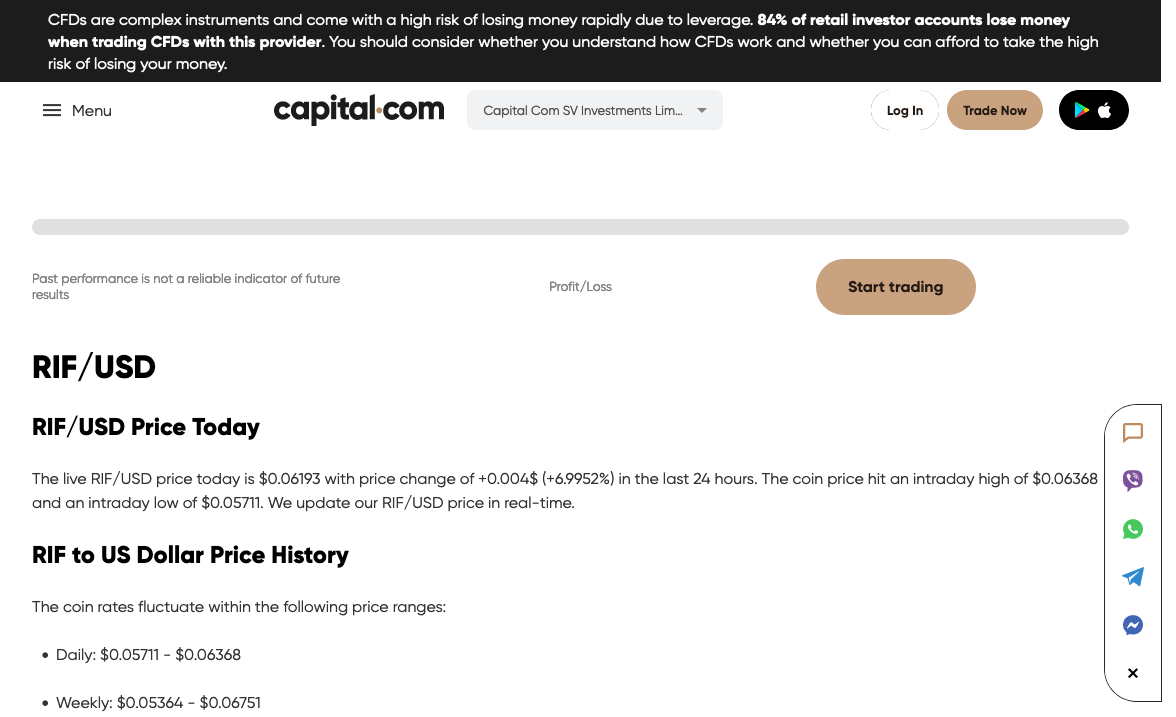 CFDs are complex instruments and come with a high risk of losing money rapidly due to leverage. 84% of retail investor accounts lose money
when trading CFDs with this provider. You should consider whether you understand how CFDs work and whether you can afford to take the high
risk of losing your money.
Menu
capital.com
Capital Com SV Investments Lim...
Log In
Trade Now
Past performance is not a reliable indicator of future
results
Profit/Loss
Start trading
RIF/USD
RIF/USD Price Today
The live RIF/USD price today is $0.06193 with price change of +0.004$ (+6.9952%) in the last 24 hours. The coin price hit an intraday high of $0.06368
and an intraday low of $0.05711. We update our RIF/USD price in real-time.
RIF to US Dollar Price History
The coin rates fluctuate within the following price ranges:
• Daily: $0.05711 - $0.06368
• Weekly: $0.05364 - $0.06751